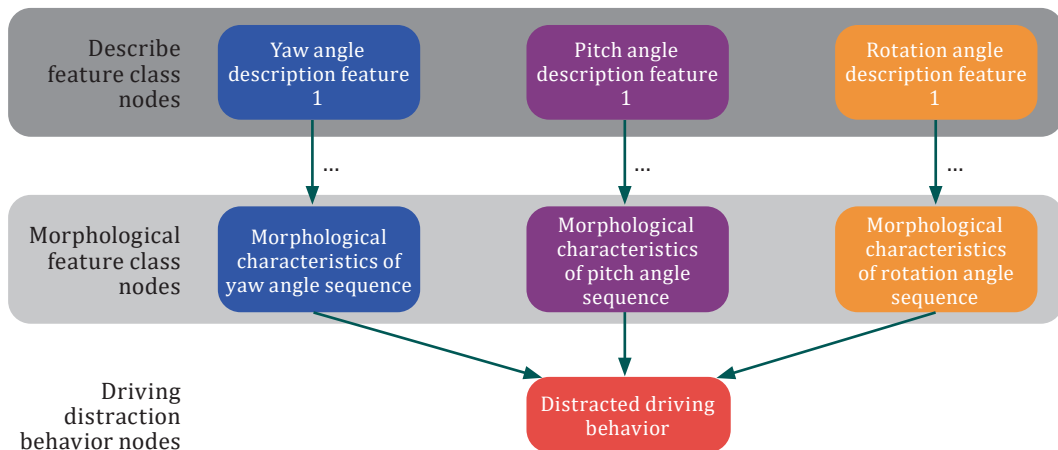 Describe
feature class
nodes
Yaw angle
description feature
1
Pitch angle
description feature
1
Rotation angle
description feature
1
...
...
...
Morphological
feature class
nodes
Morphological
characteristics of
yaw angle sequence
Morphological
characteristics
of pitch angle
sequence
Morphological
characteristics
of rotation angle
sequence
Driving
distraction
behavior nodes
Distracted driving
behavior